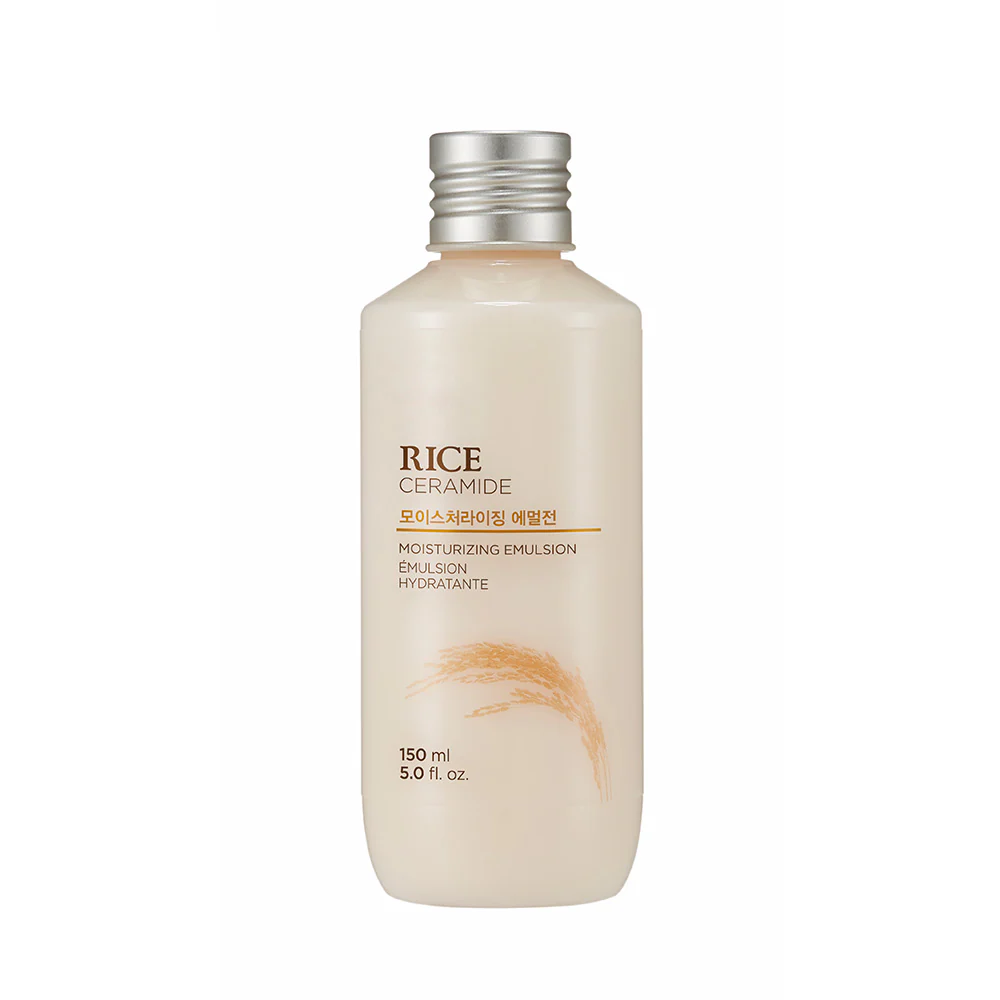 RICE
CERAMIDE
모이스처라이징 에멀전
MOISTURIZING EMULSION
ÉMULSION
HYDRATANTE
150 ml
5.0 fl. oz.